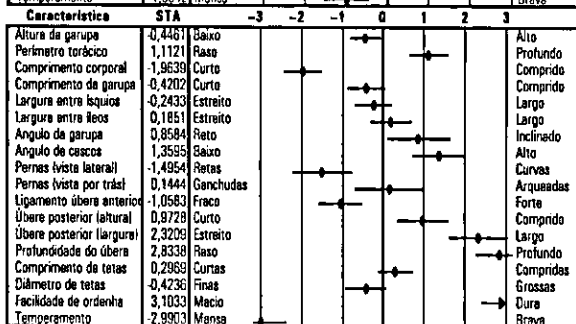 Característica STA –3 –2 –1 0 1 2 3
Altura da garupa -0,4461 Baixo Alto
Perímetro torácico 1,1121 Raso Profundo
Comprimento corporal -1,9639 Curto Comprido
Comprimento da garupa -0,4202 Curto Comprido
Largura entre ísquios -0,2433 Estreito Largo
Largura entre íleos 0,1851 Estreito Largo
Angulo da garupa 0,8584 Reto Inclinado
Angulo de cascos 1,3595 Baixo Alto
Pernas (vista lateral) -1,4954 Retas Curvas
Pernas (vista por trás) 0,1444 Ganchudas Arqueadas
Ligamento úbere anterior -1,0583 Fraco Forte
Úbere posterior (altura) 0,9728 Curto Comprido
Úbere posterior (largura) 2,3209 Estreito Largo
Profundidade do úbera 2,8338 Raso Profundo
Comprimento de tetas 0,2969 Curtas Compridas
Diâmetro de tetas -0,4236 Finas Grossas
Facilidade de ordenha 3,1033 Macio Dura
Temperamento -2,9903 Mansa Brava